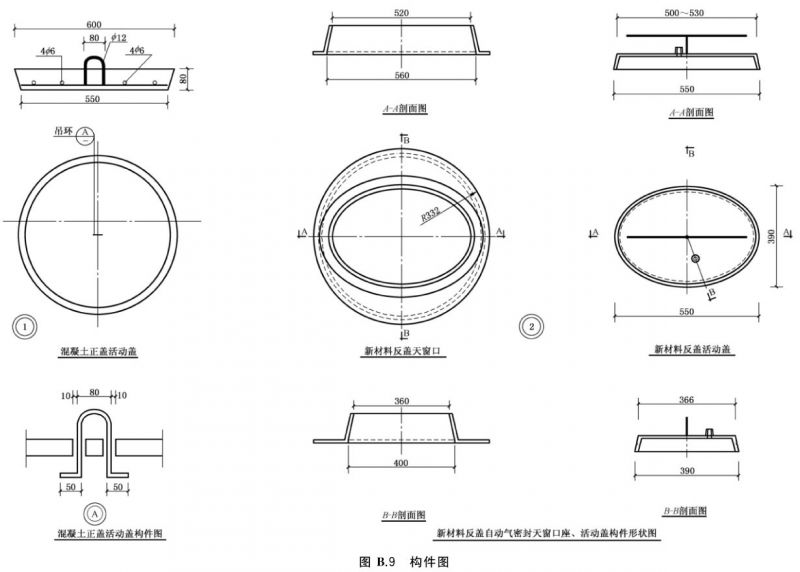 600
80
φ12
4φ6
4φ6
80
550
520
560
A-A剖面图
500～530
550
A-A剖面图
吊环
A
B
A
A
R332
B
B
A
A
390
B
550
1
混凝土正盖活动盖
新材料反盖天窗口
2
新材料反盖活动盖
10
80
10
50
50
A
混凝土正盖活动盖构件图
360
400
B-B剖面图
366
390
B-B剖面图
新材料反盖自动气密封天窗口座、活动盖构件形状图
图 B.9 构件图